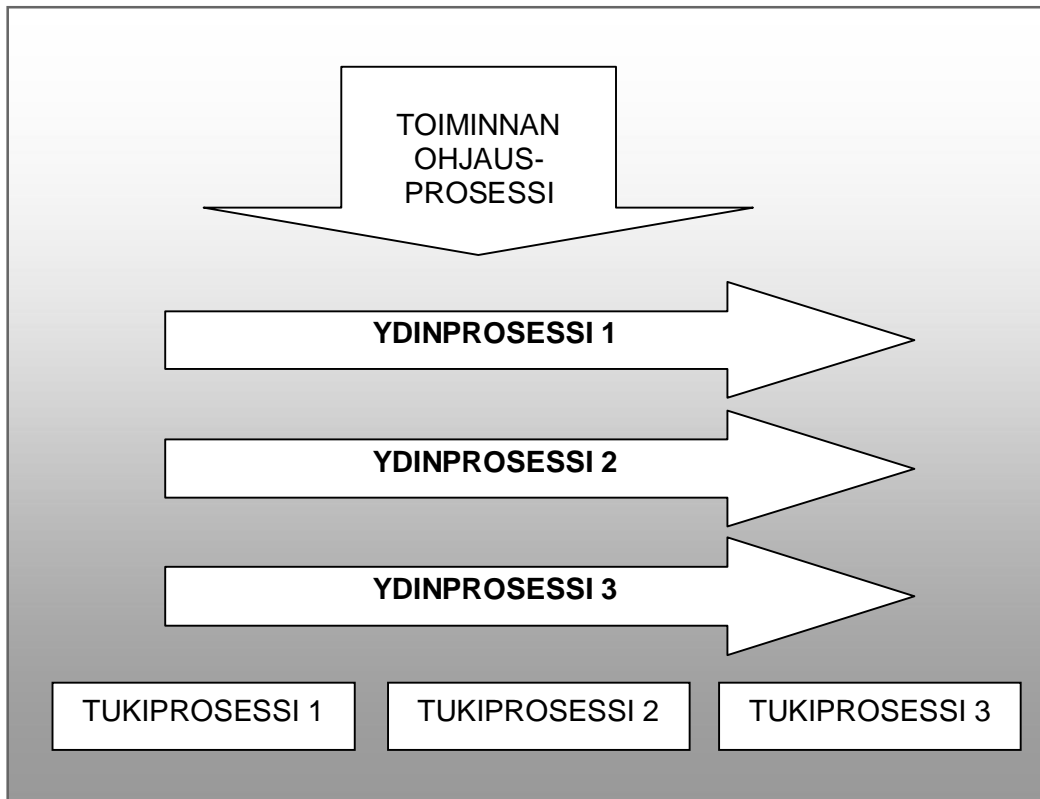 TOIMINNAN
OHJAUS-
PROSESSI
YDINPROSESSI 1
YDINPROSESSI 2
YDINPROSESSI 3
TUKIPROSESSI 1
TUKIPROSESSI 2
TUKIPROSESSI 3